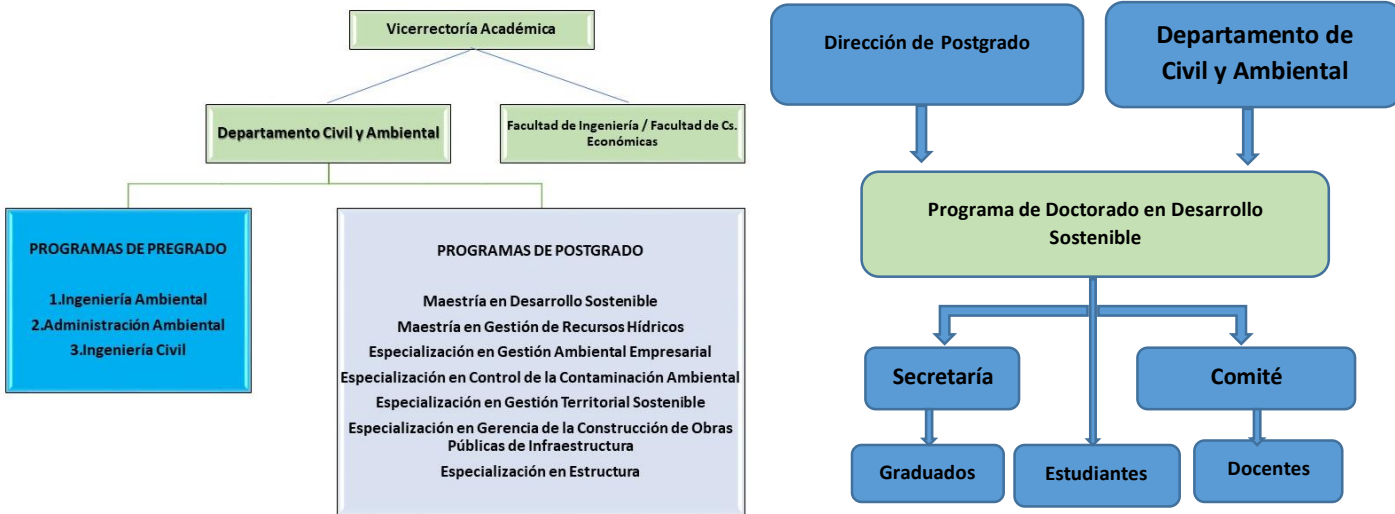 Vicerrectoría Académica
Departamento Civil y Ambiental
Facultad de Ingeniería / Facultad de Cs.
Económicas
PROGRAMAS DE PREGRADO
1.Ingeniería Ambiental
2.Administración Ambiental
3.Ingeniería Civil
PROGRAMAS DE POSTGRADO
Maestría en Desarrollo Sostenible
Maestría en Gestión de Recursos Hídricos
Especialización en Gestión Ambiental Empresarial
Especialización en Control de la Contaminación Ambiental
Especialización en Gestión Territorial Sostenible
Especialización en Gerencia de la Construcción de Obras
Públicas de Infraestructura
Especialización en Estructura
Dirección de Postgrado
Departamento de
Civil y Ambiental
Programa de Doctorado en Desarrollo
Sostenible
Secretaría
Comité
Graduados
Estudiantes
Docentes